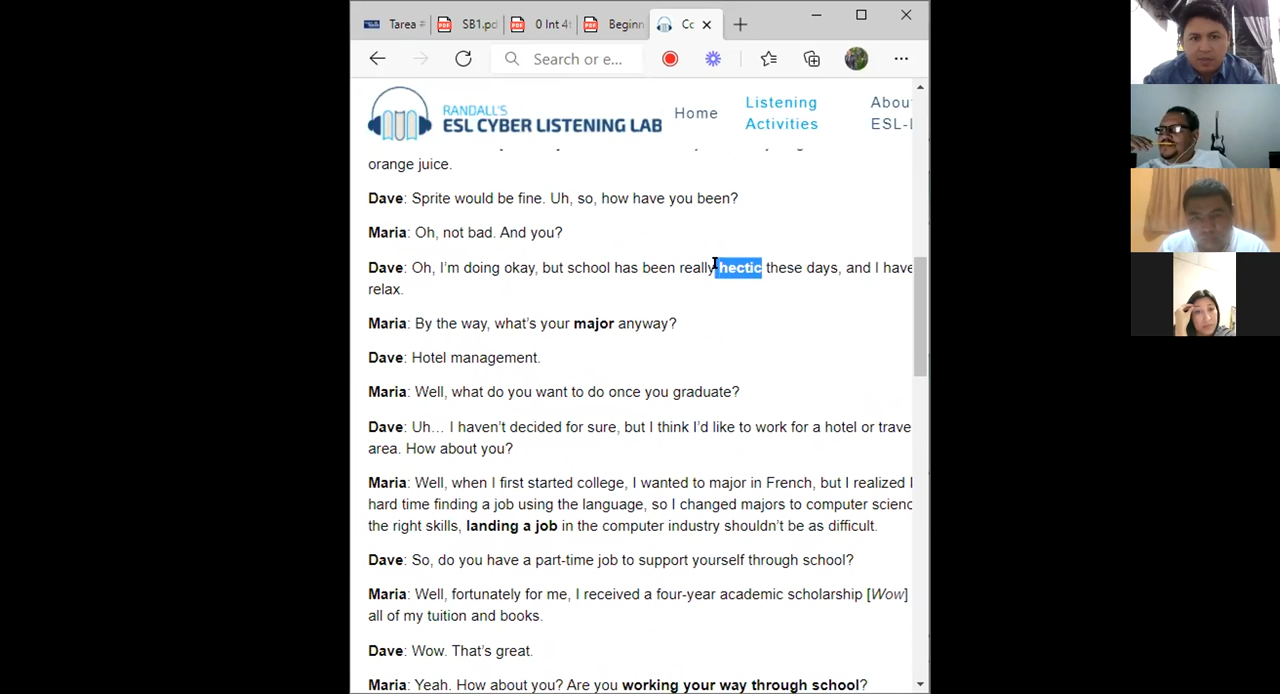 Tarea
SB1.pd
0 Int 4
Beginn
Cc
Search or e...
RANDALL'S
ESL CYBER LISTENING LAB
Home
Listening
Activities
Abou
ESL-
orange juice.
Dave: Sprite would be fine. Uh, so, how have you been?
Maria: Oh, not bad. And you?
Dave: Oh, I'm doing okay, but school has been really hectic these days, and I have
relax.
Maria: By the way, what's your major anyway?
Dave: Hotel management.
Maria: Well, what do you want to do once you graduate?
Dave: Uh… I haven't decided for sure, but I think I'd like to work for a hotel or trave
area. How about you?
Maria: Well, when I first started college, I wanted to major in French, but I realized I
hard time finding a job using the language, so I changed majors to computer scienc
the right skills, landing a job in the computer industry shouldn't be as difficult.
Dave: So, do you have a part-time job to support yourself through school?
Maria: Well, fortunately for me, I received a four-year academic scholarship [Wow]
all of my tuition and books.
Dave: Wow. That's great.
Maria: Yeah. How about you? Are you working your way through school?